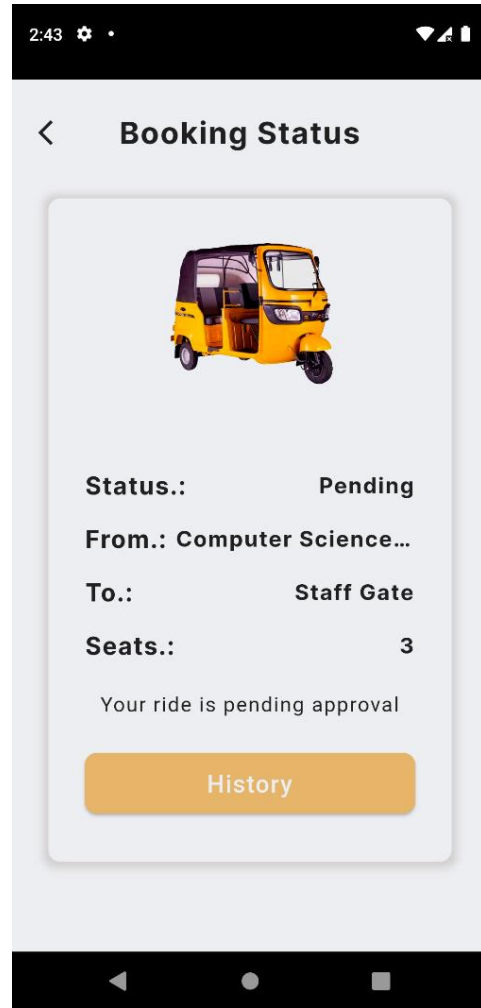 2:43
Booking Status
Status.: Pending
From.: Computer Science...
To.: Staff Gate
Seats.: 3
Your ride is pending approval
History